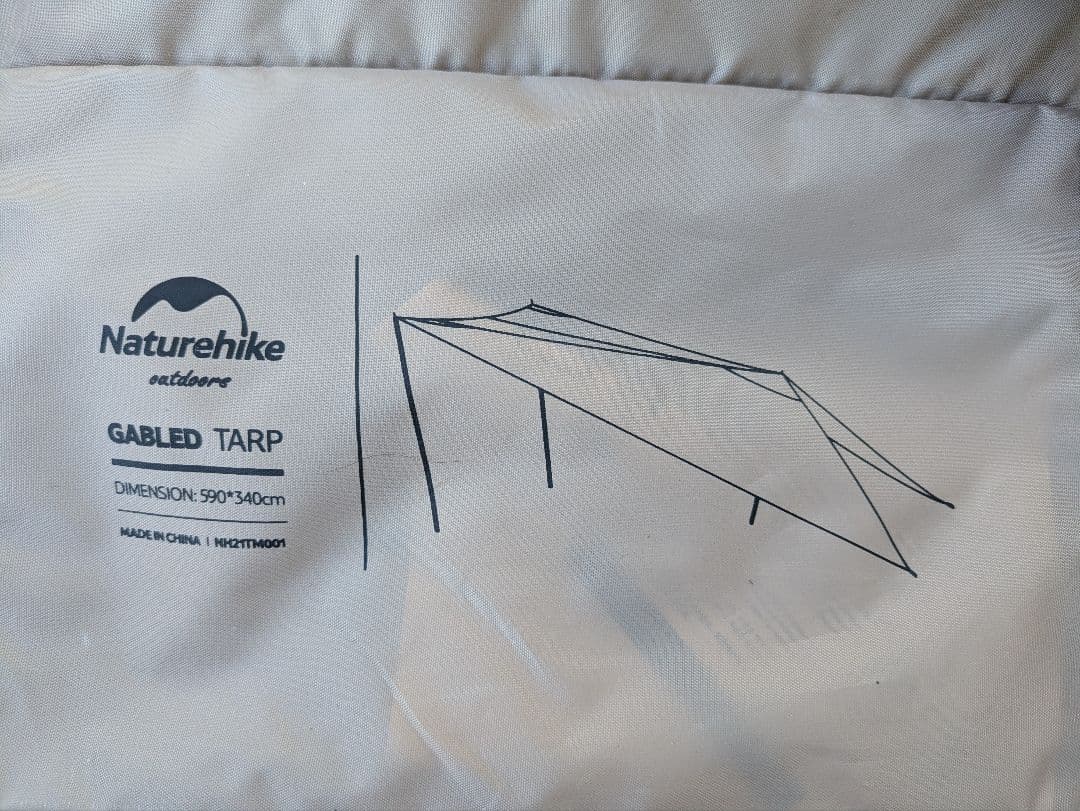 Naturehike
outdoors
GABLED TARP
DIMENSION: 590*340cm
MADE IN CHINA | NH21TM001